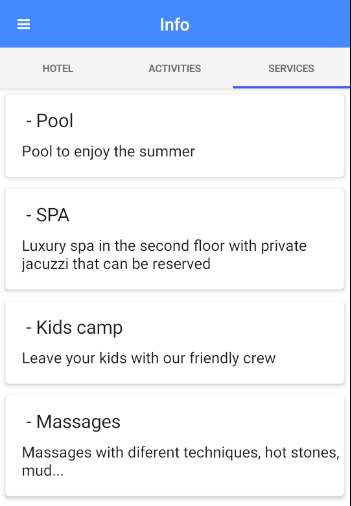 Info
HOTEL ACTIVITIES SERVICES
- Pool
Pool to enjoy the summer
- SPA
Luxury spa in the second floor with private
jacuzzi that can be reserved
- Kids camp
Leave your kids with our friendly crew
- Massages
Massages with diferent techniques, hot stones,
mud...